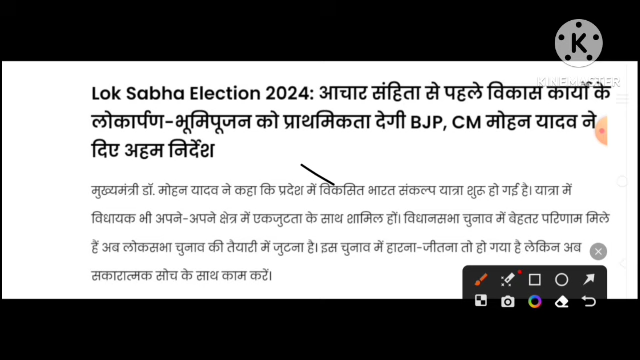 K
KINEMASTER
Lok Sabha Election 2024: आचार संहिता से पहले विकास कार्यों के
लोकार्पण-भूमिपूजन को प्राथमिकता देगी BJP, CM मोहन यादव ने
दिए अहम निर्देश
मुख्यमंत्री डॉ. मोहन यादव ने कहा कि प्रदेश में विकसित भारत संकल्प यात्रा शुरू हो गई है। यात्रा में
विधायक भी अपने-अपने क्षेत्र में एकजुटता के साथ शामिल हों। विधानसभा चुनाव में बेहतर परिणाम मिले
हैं अब लोकसभा चुनाव की तैयारी में जुटना है। इस चुनाव में हारना-जीतना तो हो गया है लेकिन अब
सकारात्मक सोच के साथ काम करें।